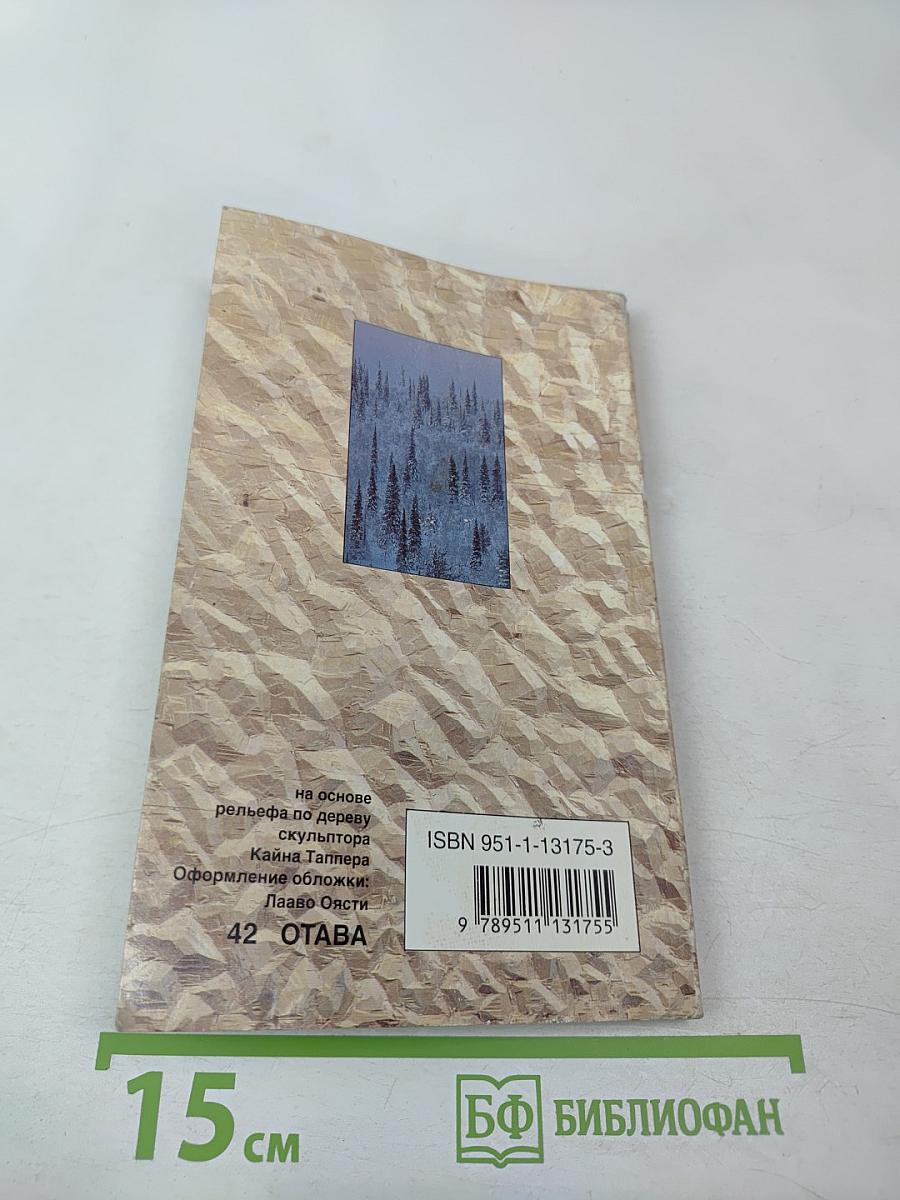 на основе
рельефа по дереву
скульптора
Кайна Таппера
Оформление обложки:
Лааво Оясти
42 ОТАВА
ISBN 951-1-13175-3
9 789511 131755
15 см
БФ БИБЛИОФАН